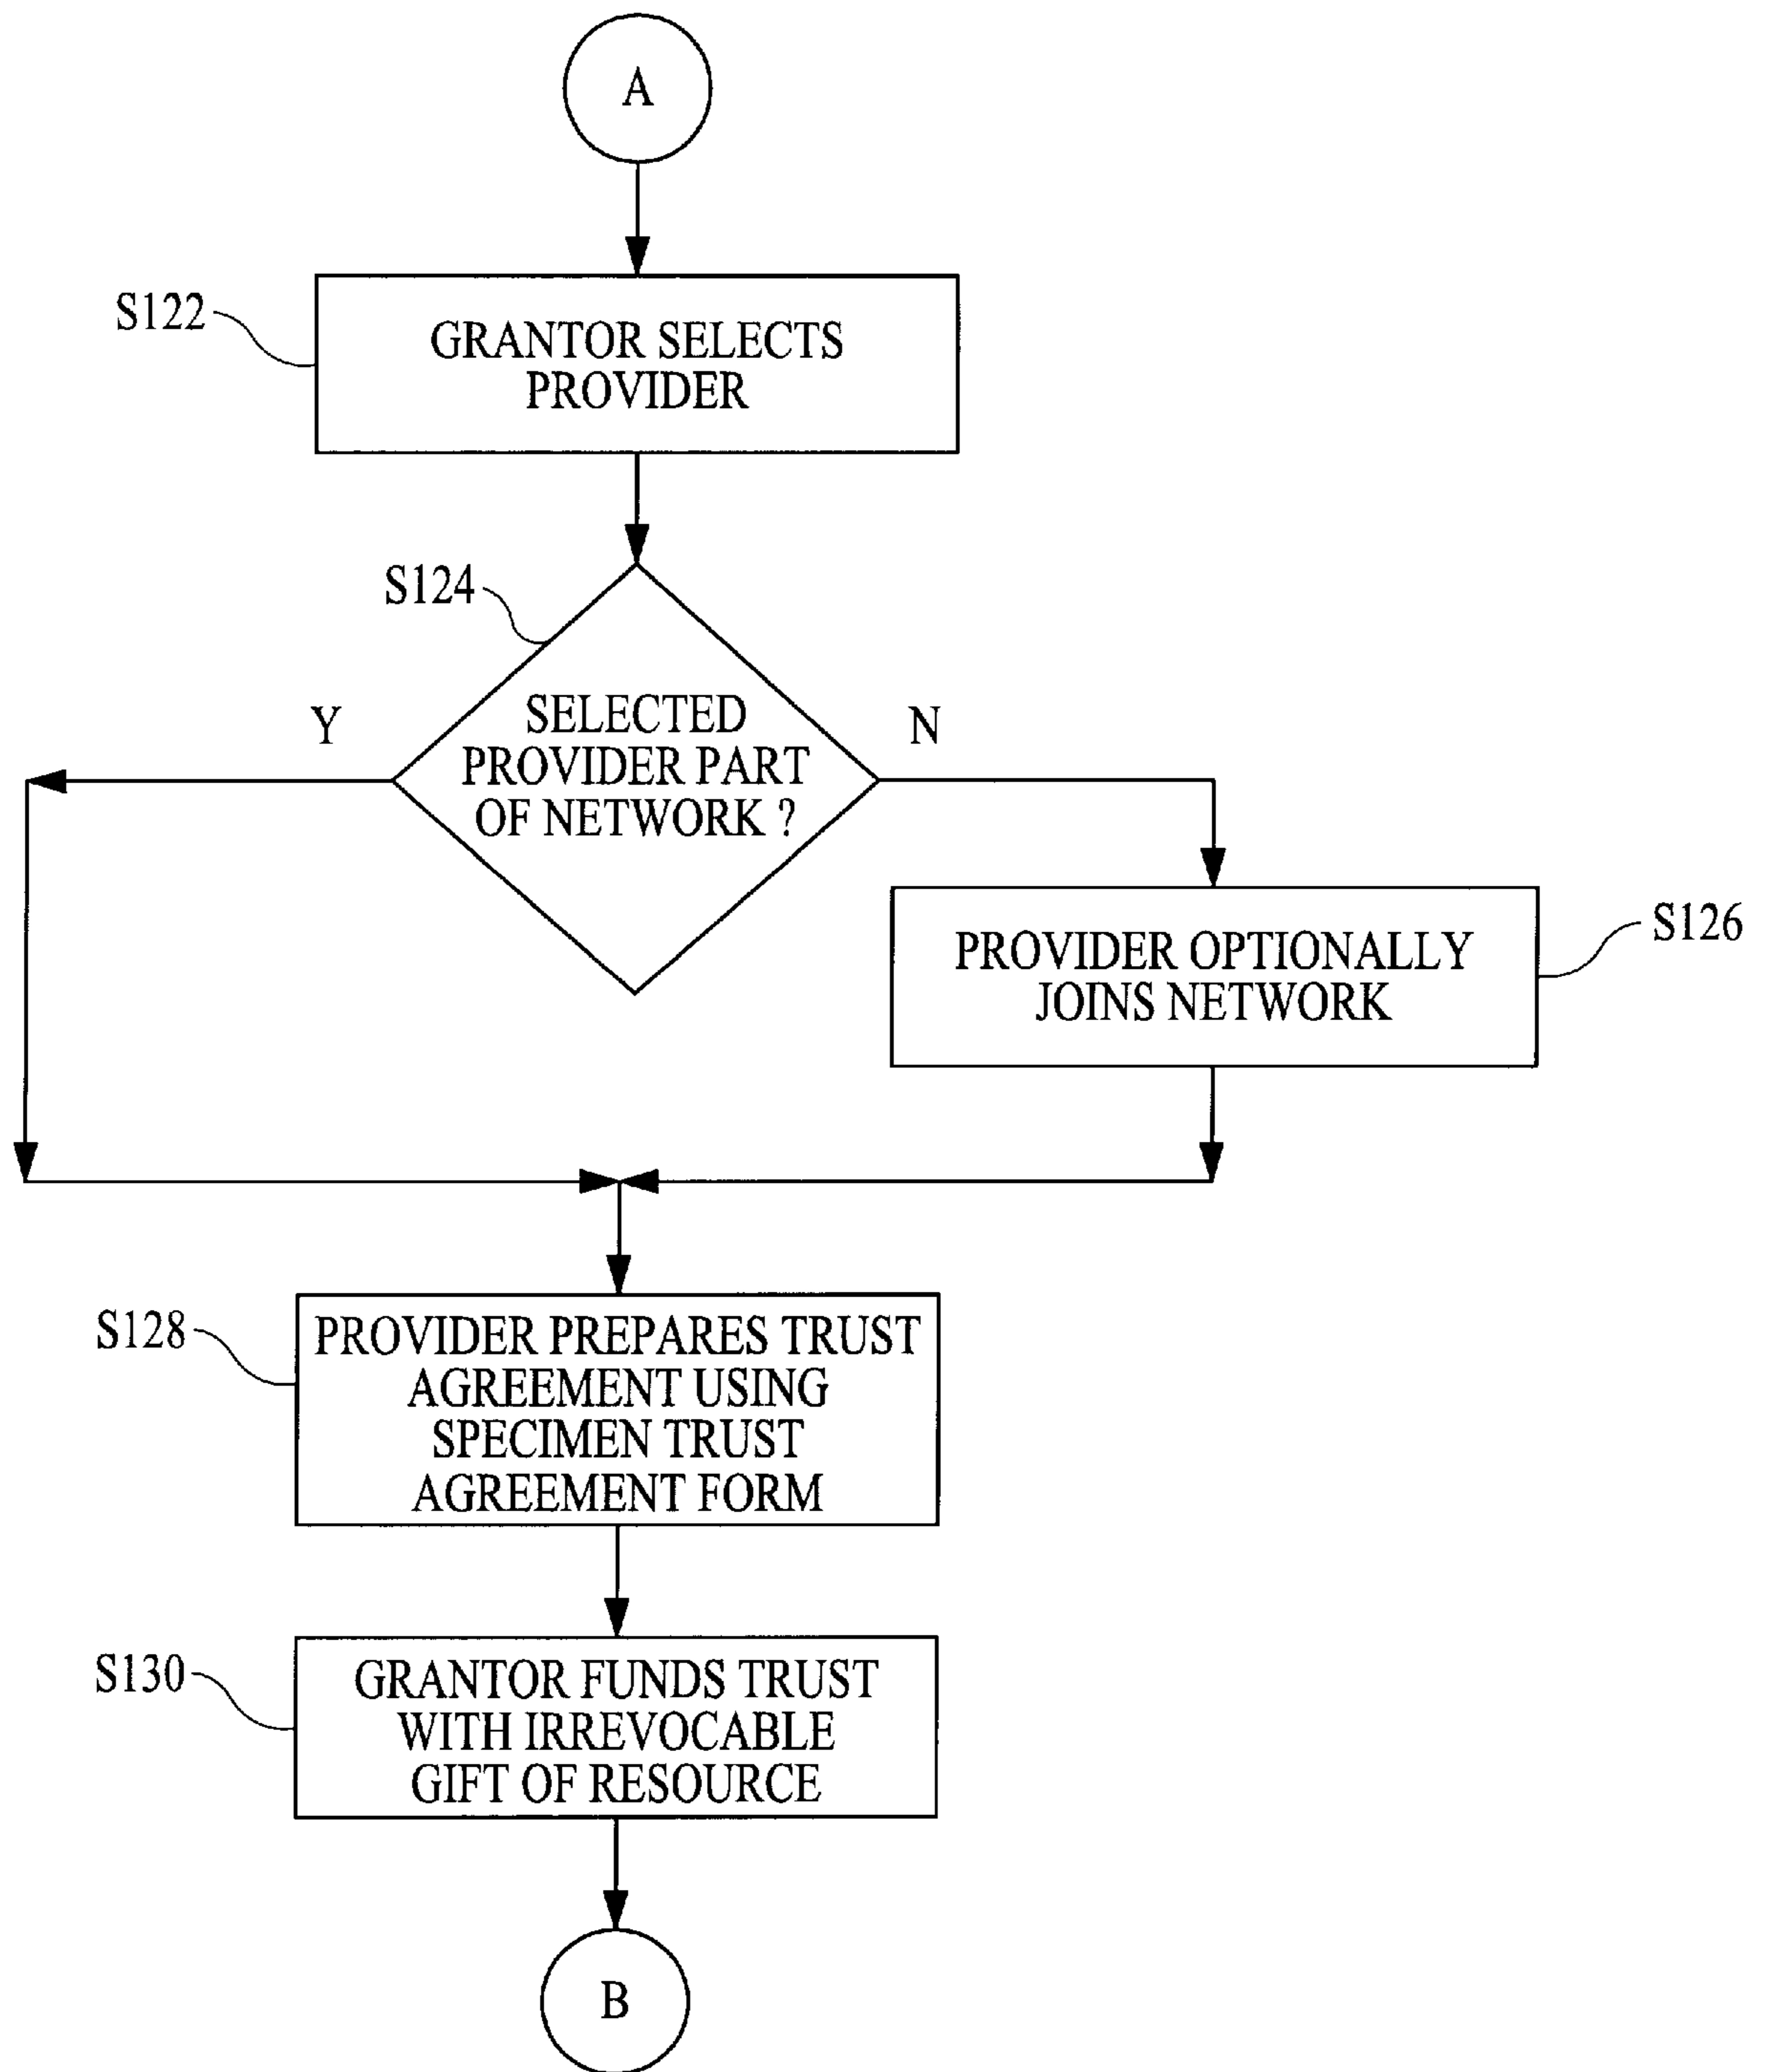 A
S122
GRANTOR SELECTS
PROVIDER
S124
Y
N
SELECTED
PROVIDER PART
OF NETWORK ?
S126
PROVIDER OPTIONALLY
JOINS NETWORK
S128
PROVIDER PREPARES TRUST
AGREEMENT USING
SPECIMEN TRUST
AGREEMENT FORM
S130
GRANTOR FUNDS TRUST
WITH IRREVOCABLE
GIFT OF RESOURCE
B